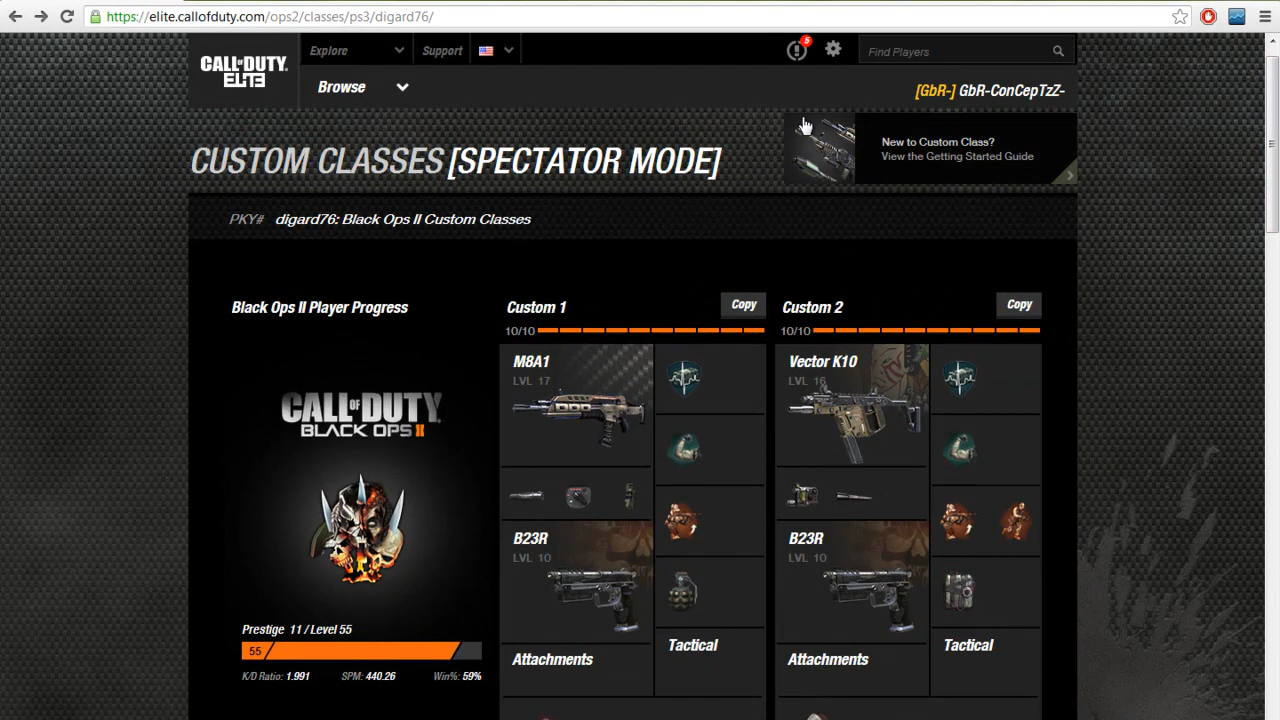 https://elite.callofduty.com/ops2/classes/ps3/digard76/
CALL OF DUTY
ELITE
Explore
Support
5
Find Players
Browse
[GbR-] GbR-ConCepTzZ-
CUSTOM CLASSES [SPECTATOR MODE]
New to Custom Class?
View the Getting Started Guide
PKY# digard76: Black Ops II Custom Classes
Black Ops II Player Progress
CALL OF DUTY
BLACK OPS II
Prestige 11 / Level 55
55
K/D Ratio: 1.991 SPM: 440.26 Win%: 59%
Custom 1
Copy
10/10
M8A1
LVL 17
B23R
LVL 10
Attachments
Tactical
Custom 2
Copy
10/10
Vector K10
LVL 16
B23R
LVL 10
Attachments
Tactical